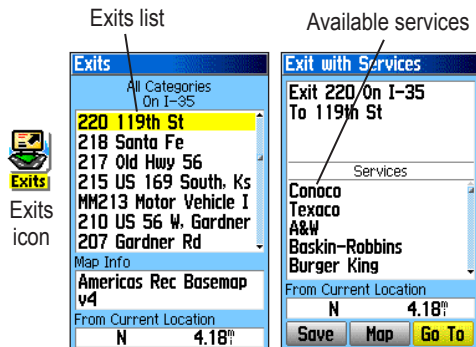 Exits list
Available services
Exits
All Categories
On I-35
220 119th St
218 Santa Fe
217 Old Hwy 56
215 US 169 South, Ks
MM213 Motor Vehicle I
210 US 56 W, Gardner
207 Gardner Rd
Map Info
Americas Rec Basemap
v4
From Current Location
N 4.18m
Exit with Services
Exit 220 On I-35
To 119th St
Services
Conoco
Texaco
A&W
Baskin-Robbins
Burger King
From Current Location
N 4.18m
Save Map Go To
Exits
Exits
icon